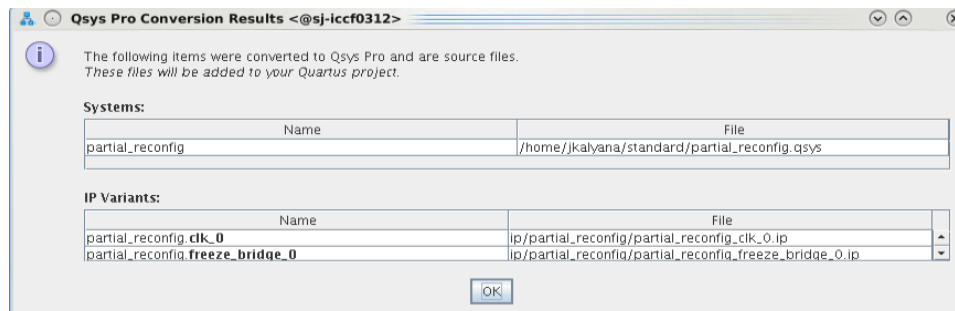 Qsys Pro Conversion Results <@sj-iccf0312>
The following items were converted to Qsys Pro and are source files.
These files will be added to your Quartus project.
Systems:
Name File
partial_reconfig /home/jkalyana/standard/partial_reconfig.qsys
IP Variants:
Name File
partial_reconfig.clk_0 ip/partial_reconfig/partial_reconfig_clk_0.ip
partial_reconfig.freeze_bridge_0 ip/partial_reconfig/partial_reconfig_freeze_bridge_0.ip
OK